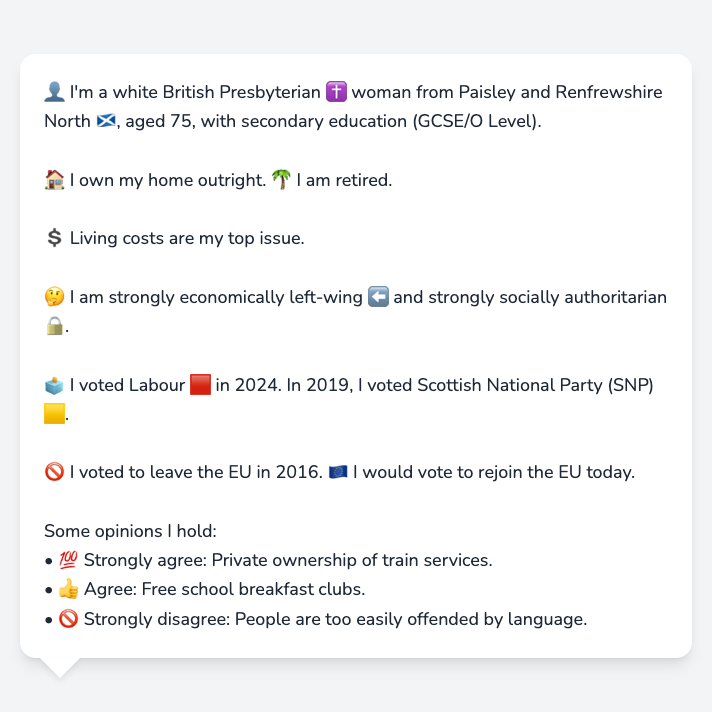 👤 I'm a white British Presbyterian ✝️ woman from Paisley and Renfrewshire
North 🏴󠁧󠁢󠁳󠁣󠁴󠁿, aged 75, with secondary education (GCSE/O Level).
🏠 I own my home outright. 🌴 I am retired.
💲 Living costs are my top issue.
🤔 I am strongly economically left-wing ⬅️ and strongly socially authoritarian
🔒.
🗳️ I voted Labour 🟥 in 2024. In 2019, I voted Scottish National Party (SNP)
🟨.
🚫 I voted to leave the EU in 2016. 🇪🇺 I would vote to rejoin the EU today.
Some opinions I hold:
• 💯 Strongly agree: Private ownership of train services.
• 👍 Agree: Free school breakfast clubs.
• 🚫 Strongly disagree: People are too easily offended by language.